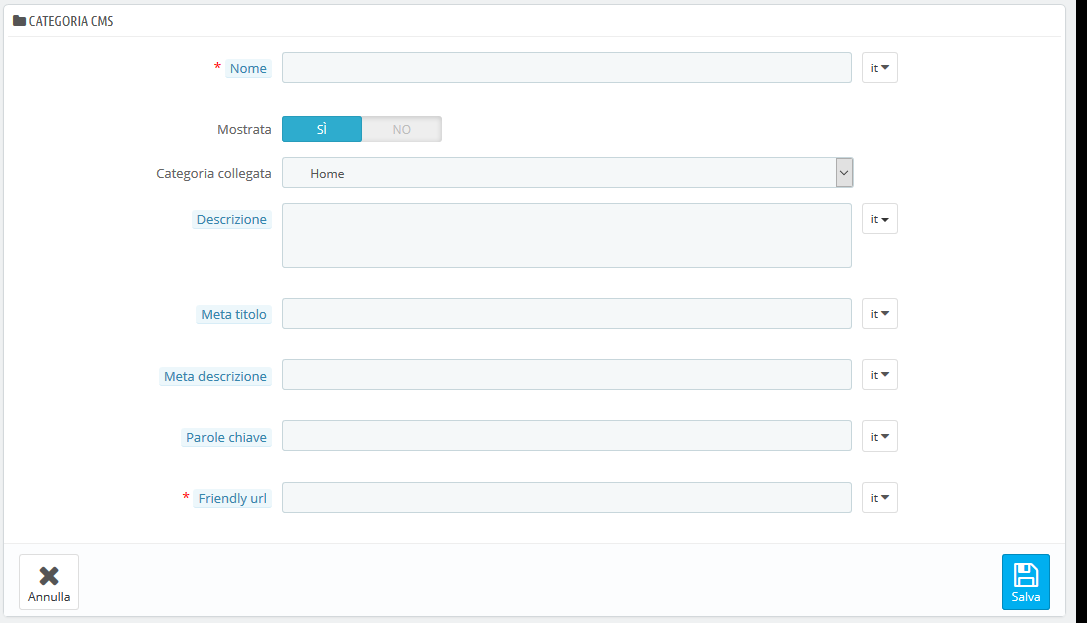 CATEGORIA CMS
* Nome it
Mostrata SÌ NO
Categoria collegata Home
Descrizione it
Meta titolo it
Meta descrizione it
Parole chiave it
* Friendly url it
Annulla Salva